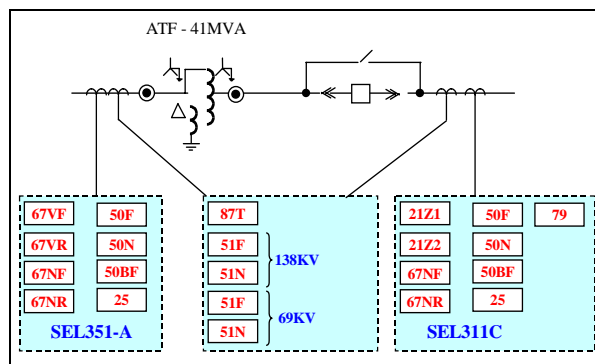 ATF - 41MVA
67VF 50F
67VR 50N
67NF 50BF
67NR 25
SEL351-A
87T
51F
51N
138KV
51F
51N
69KV
21Z1 50F 79
21Z2 50N
67NF 50BF
67NR 25
SEL311C